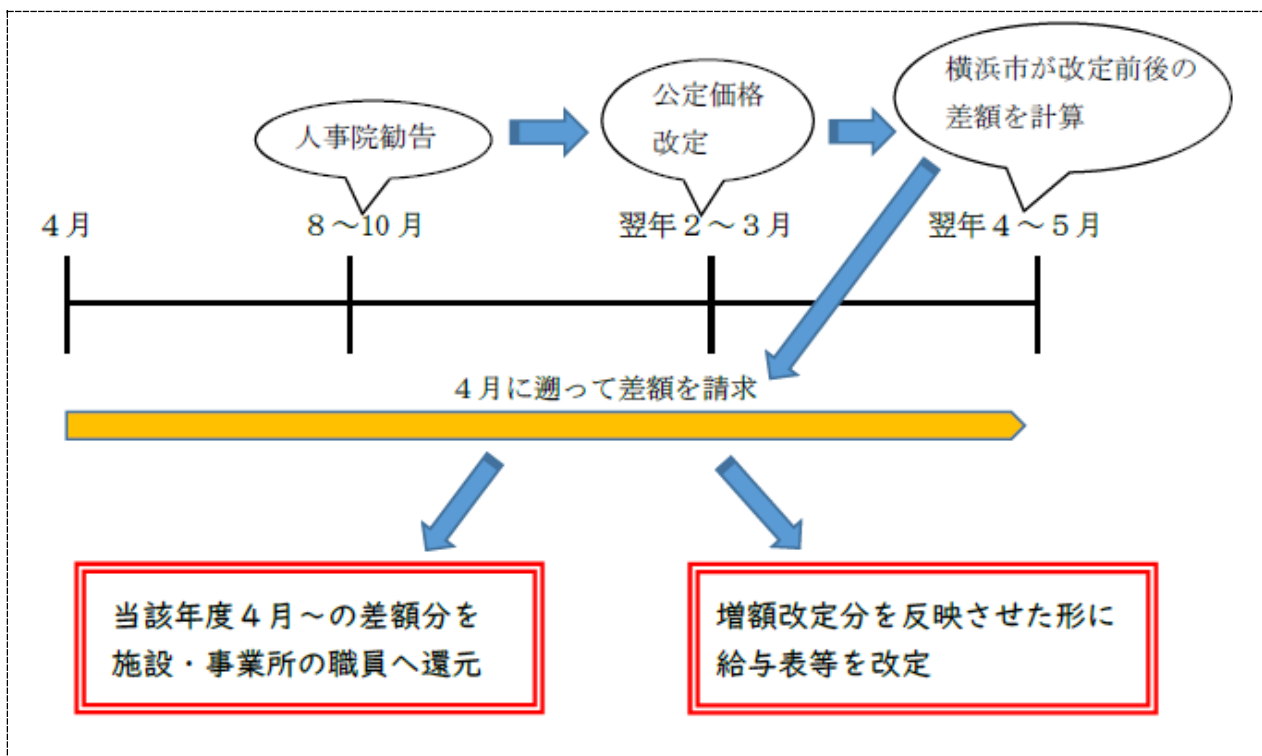 人事院勧告
公定価格
改定
横浜市が改定前後の
差額を計算
４月
８～10 月
翌年２～３月
翌年４～５月
４月に遡って差額を請求
当該年度４月～の差額分を
施設・事業所の職員へ還元
増額改定分を反映させた形に
給与表等を改定